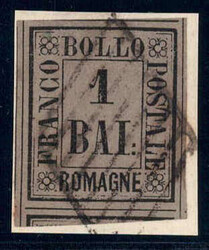 BOLLO
FRANCO
1
BAI:
POSTALE
ROMAGNE